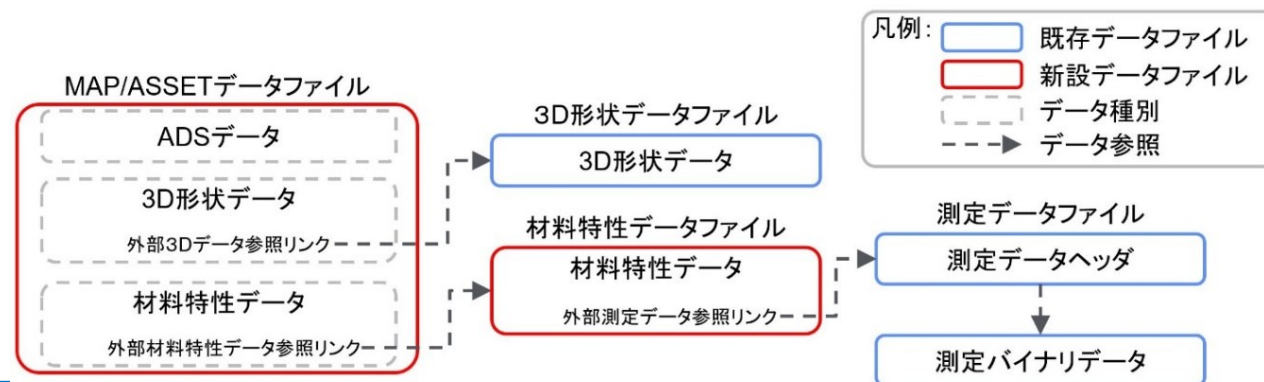 凡例:
既存データファイル
新設データファイル
データ種別
データ参照
MAP/ASSETデータファイル
ADSデータ
3D形状データ
外部3Dデータ参照リンク
材料特性データ
外部材料特性データ参照リンク
3D形状データファイル
3D形状データ
材料特性データファイル
材料特性データ
外部測定データ参照リンク
測定データファイル
測定データヘッダ
測定バイナリデータ